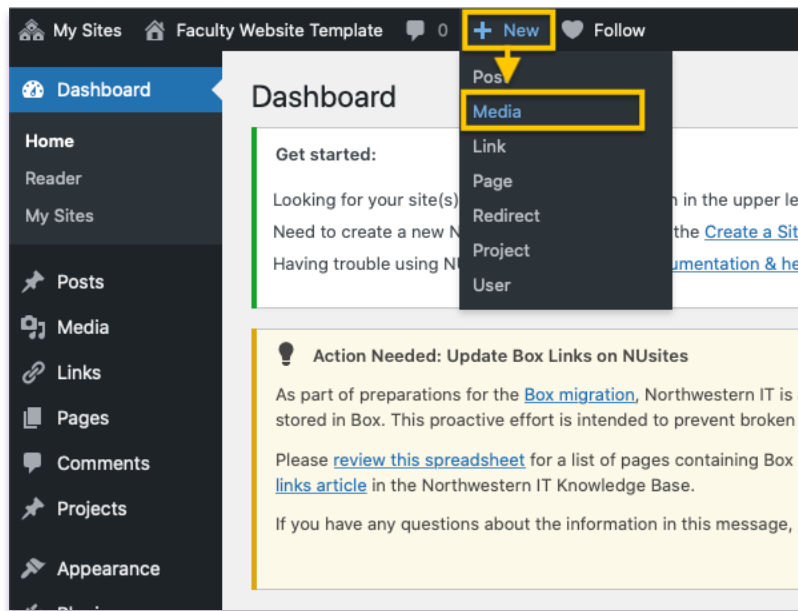 My Sites Faculty Website Template 0 + New Follow
Dashboard
Home
Reader
My Sites
Posts
Media
Links
Pages
Comments
Projects
Appearance
Post
Media
Link
Page
Redirect
Project
User
Dashboard
Get started:
Looking for your site(s) in the upper
Need to create a new the Create a
Having trouble using
Action Needed: Update Box Links on NUsites
As part of preparations for the Box migration, Northwestern IT is
stored in Box. This proactive effort is intended to prevent broken
Please review this spreadsheet for a list of pages containing Box
links article in the Northwestern IT Knowledge Base.
If you have any questions about the information in this message,